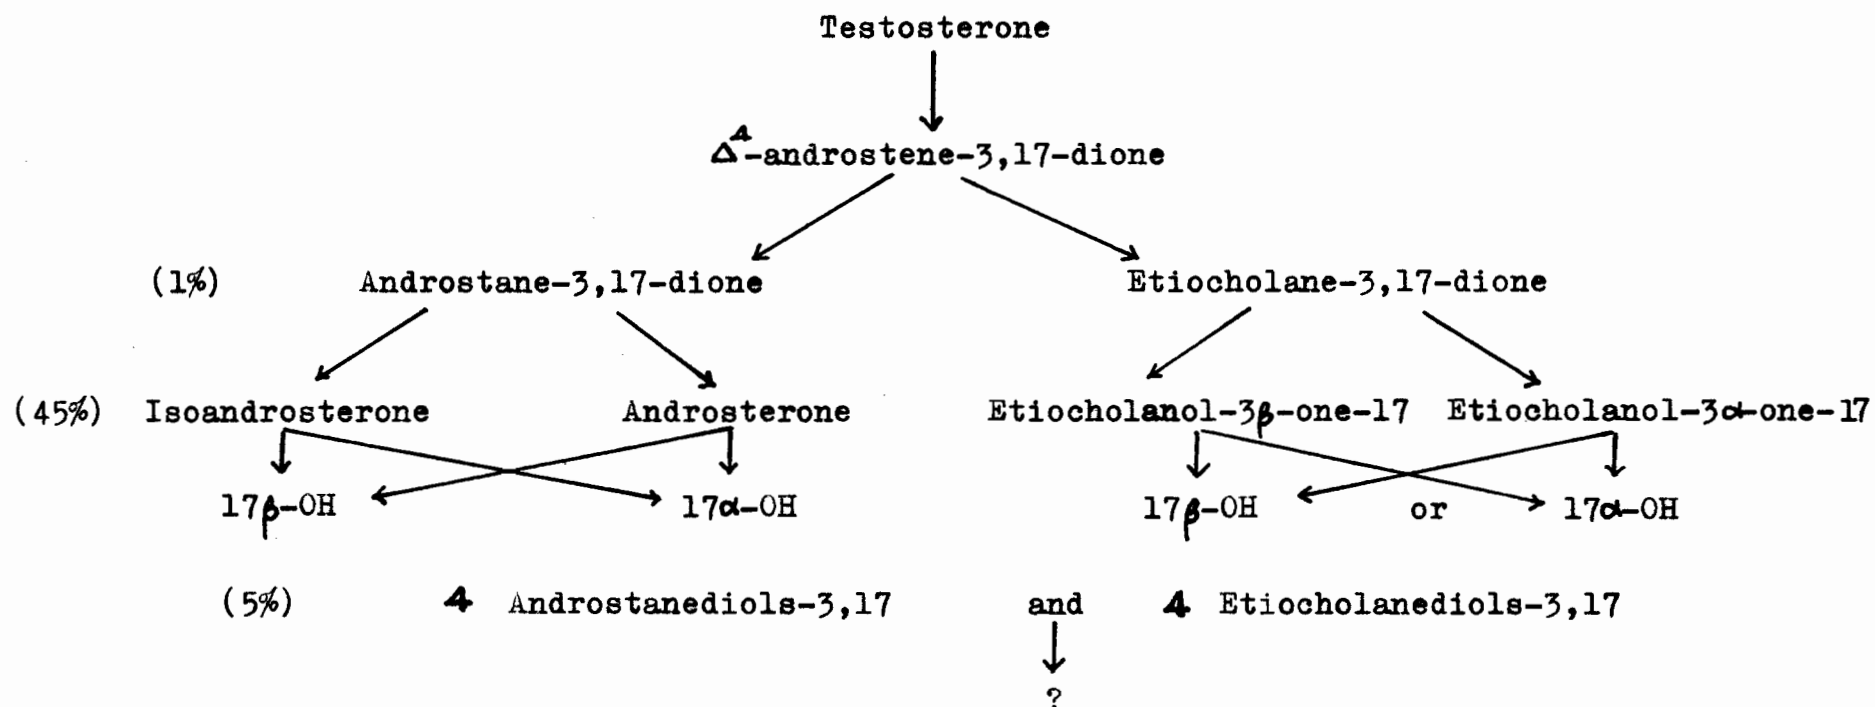 Testosterone
Δ⁴-androstene-3,17-dione
(1%) Androstane-3,17-dione Etiocholane-3,17-dione
(45%) Isoandrosterone Androsterone Etiocholanol-3β-one-17 Etiocholanol-3α-one-17
17β-OH 17α-OH 17β-OH or 17α-OH
(5%) 4 Androstanediols-3,17 and 4 Etiocholanediols-3,17
?